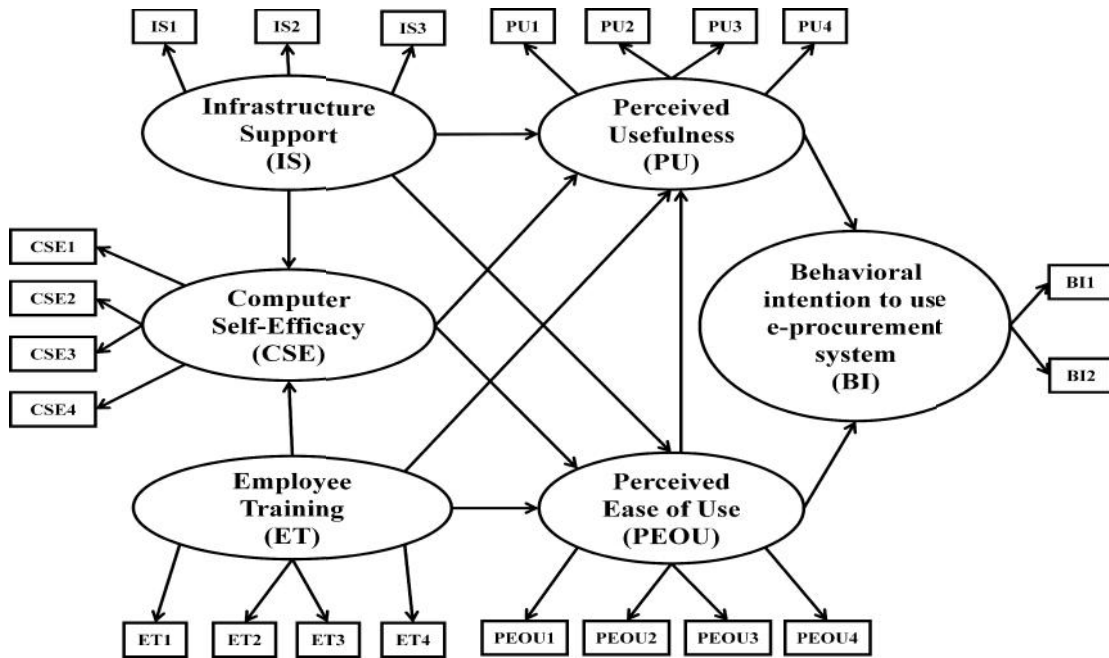 IS1
IS2
IS3
PU1
PU2
PU3
PU4
Infrastructure
Support
(IS)
Perceived
Usefulness
(PU)
CSE1
CSE2
CSE3
CSE4
Computer
Self-Efficacy
(CSE)
Behavioral
intention to use
e-procurement
system
(BI)
BI1
BI2
Employee
Training
(ET)
Perceived
Ease of Use
(PEOU)
ET1
ET2
ET3
ET4
PEOU1
PEOU2
PEOU3
PEOU4